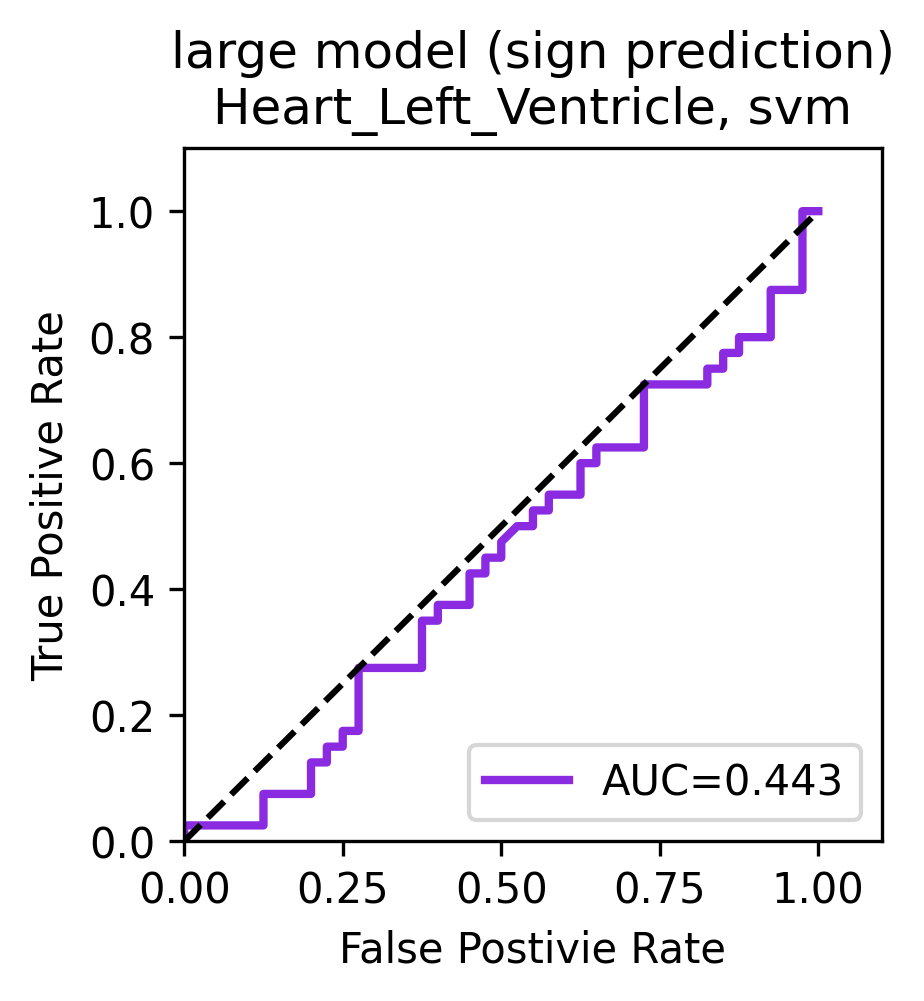 large model (sign prediction)
Heart_Left_Ventricle, svm
True Positive Rate
1.0
0.8
0.6
0.4
0.2
0.0
AUC=0.443
0.00 0.25 0.50 0.75 1.00
False Postivie Rate